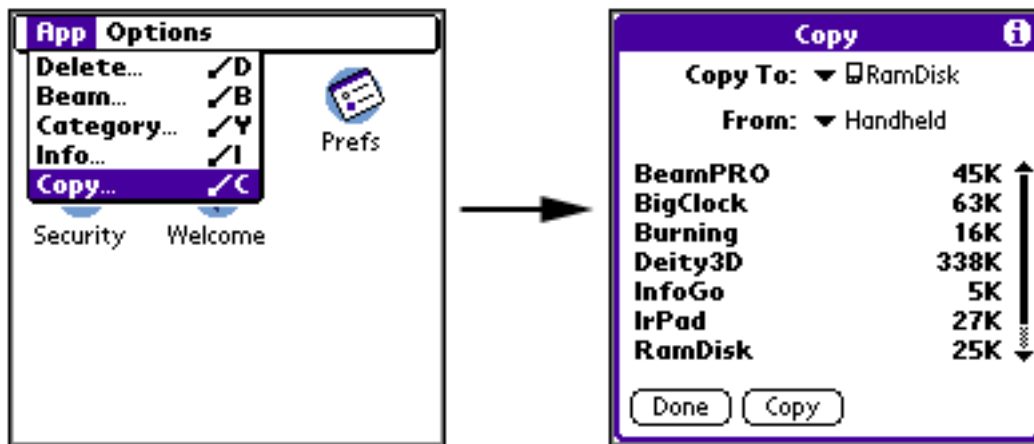 App Options
Delete... ⁄D
Beam... ⁄B
Category... ⁄Y
Info... ⁄I
Copy... ⁄C
Prefs
Security Welcome
Copy i
Copy To: RamDisk
From: Handheld
BeamPRO 45K
BigClock 63K
Burning 16K
Deity3D 338K
InfoGo 5K
IrPad 27K
RamDisk 25K
Done Copy